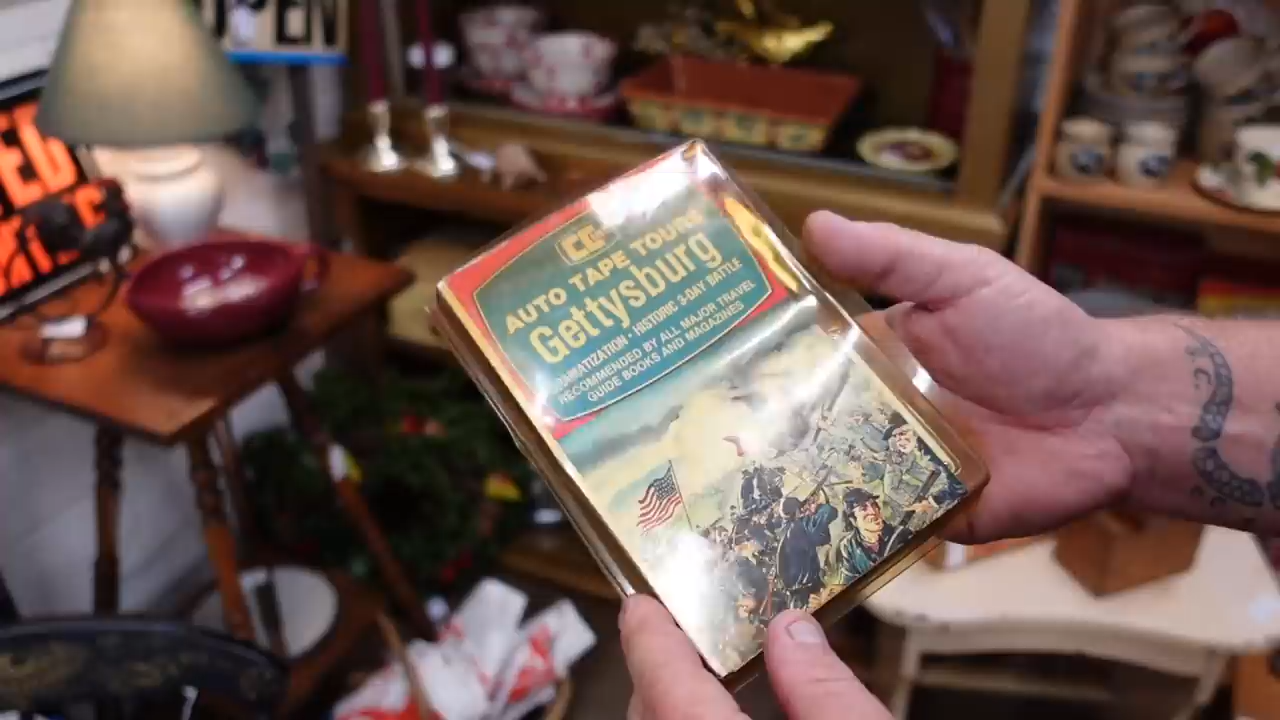 CC
AUTO TAPE TOURS
Gettysburg
DRAMATIZATION • HISTORIC 3-DAY BATTLE
RECOMMENDED BY ALL MAJOR TRAVEL
GUIDE BOOKS AND MAGAZINES
OPEN